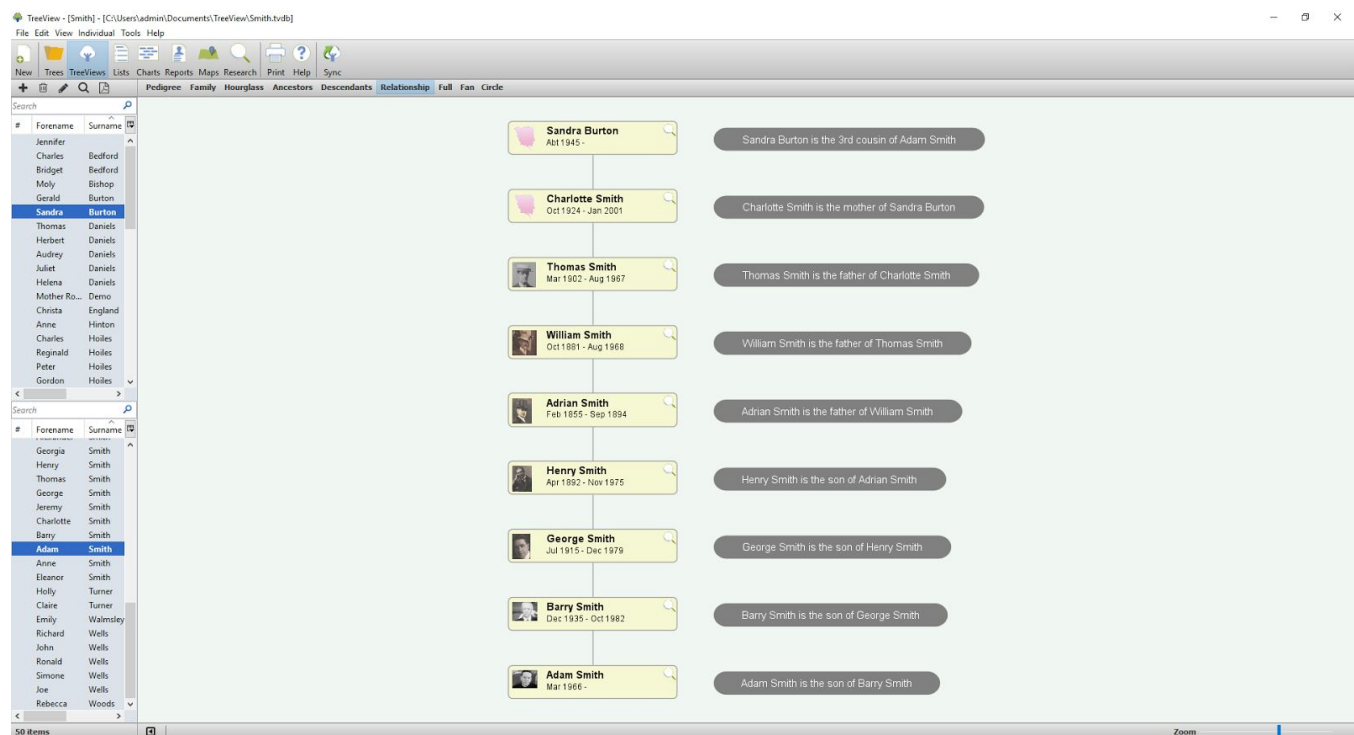 TreeView - [Smith] - [C:\Users\admin\Documents\TreeView\Smith.tvdb]
File Edit View Individual Tools Help
New Trees TreeViews Lists Charts Reports Maps Research Print Help Sync
Pedigree Family Hourglass Ancestors Descendants Relationship Full Fan Circle
Search
# Forename Surname
Jennifer
Charles Bedford
Bridget Bedford
Moly Bishop
Gerald Burton
Sandra Burton
Thomas Daniels
Herbert Daniels
Audrey Daniels
Juliet Daniels
Helena Daniels
Mother Ro... Demo
Christa England
Anne Hinton
Charles Hoiles
Reginald Hoiles
Peter Hoiles
Gordon Hoiles
Search
# Forename Surname
Georgia Smith
Henry Smith
Thomas Smith
George Smith
Jeremy Smith
Charlotte Smith
Barry Smith
Adam Smith
Anne Smith
Eleanor Smith
Holly Turner
Claire Turner
Emily Walmsley
Richard Wells
John Wells
Ronald Wells
Simone Wells
Joe Wells
Rebecca Woods
50 items
Sandra Burton
Abt 1945 -
Sandra Burton is the 3rd cousin of Adam Smith
Charlotte Smith
Oct 1924 - Jan 2001
Charlotte Smith is the mother of Sandra Burton
Thomas Smith
Mar 1902 - Aug 1967
Thomas Smith is the father of Charlotte Smith
William Smith
Oct 1881 - Aug 1968
William Smith is the father of Thomas Smith
Adrian Smith
Feb 1855 - Sep 1894
Adrian Smith is the father of William Smith
Henry Smith
Apr 1892 - Nov 1975
Henry Smith is the son of Adrian Smith
George Smith
Jul 1915 - Dec 1979
George Smith is the son of Henry Smith
Barry Smith
Dec 1935 - Oct 1982
Barry Smith is the son of George Smith
Adam Smith
Mar 1966 -
Adam Smith is the son of Barry Smith
Zoom